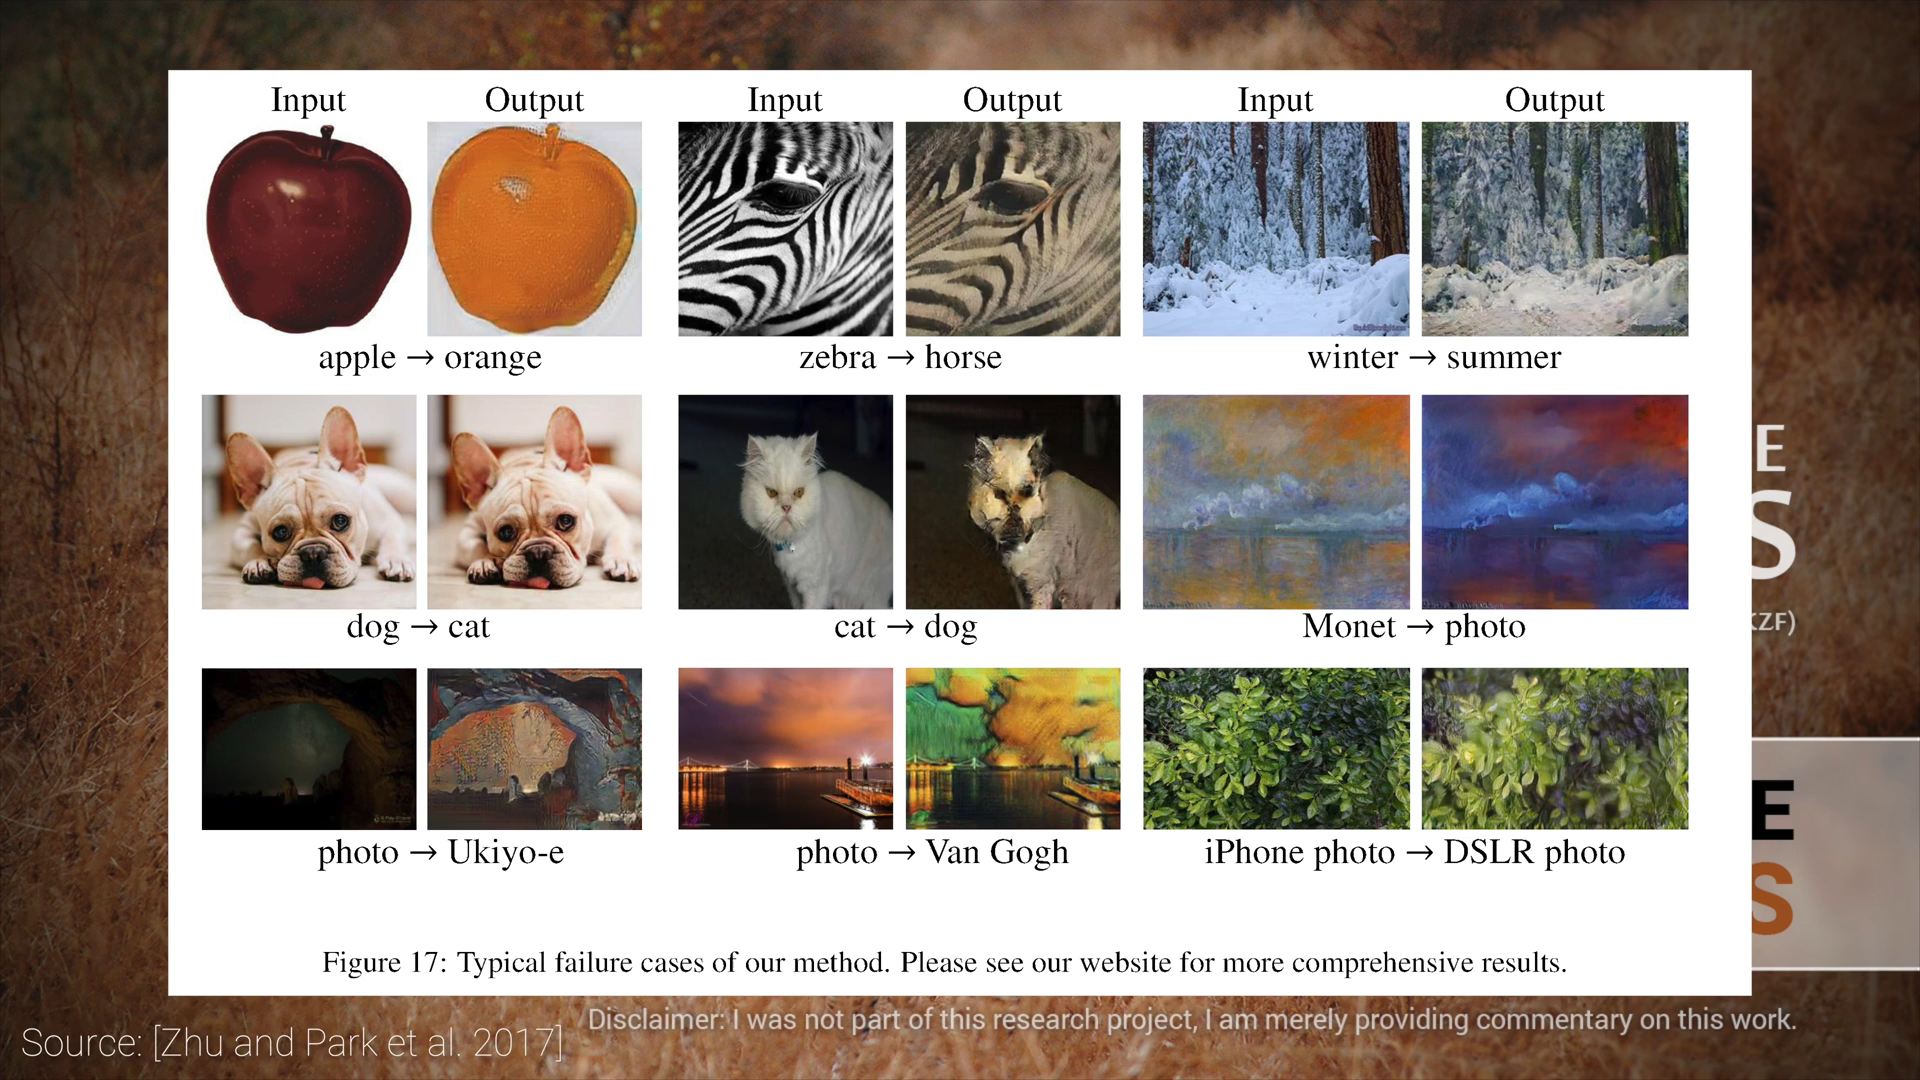 Input Output Input Output Input Output
apple → orange zebra → horse winter → summer
dog → cat cat → dog Monet → photo
photo → Ukiyo-e photo → Van Gogh iPhone photo → DSLR photo
Figure 17: Typical failure cases of our method. Please see our website for more comprehensive results.
E
S
KZF)
E
S
Disclaimer: I was not part of this research project, I am merely providing commentary on this work.
Source: [Zhu and Park et al. 2017]